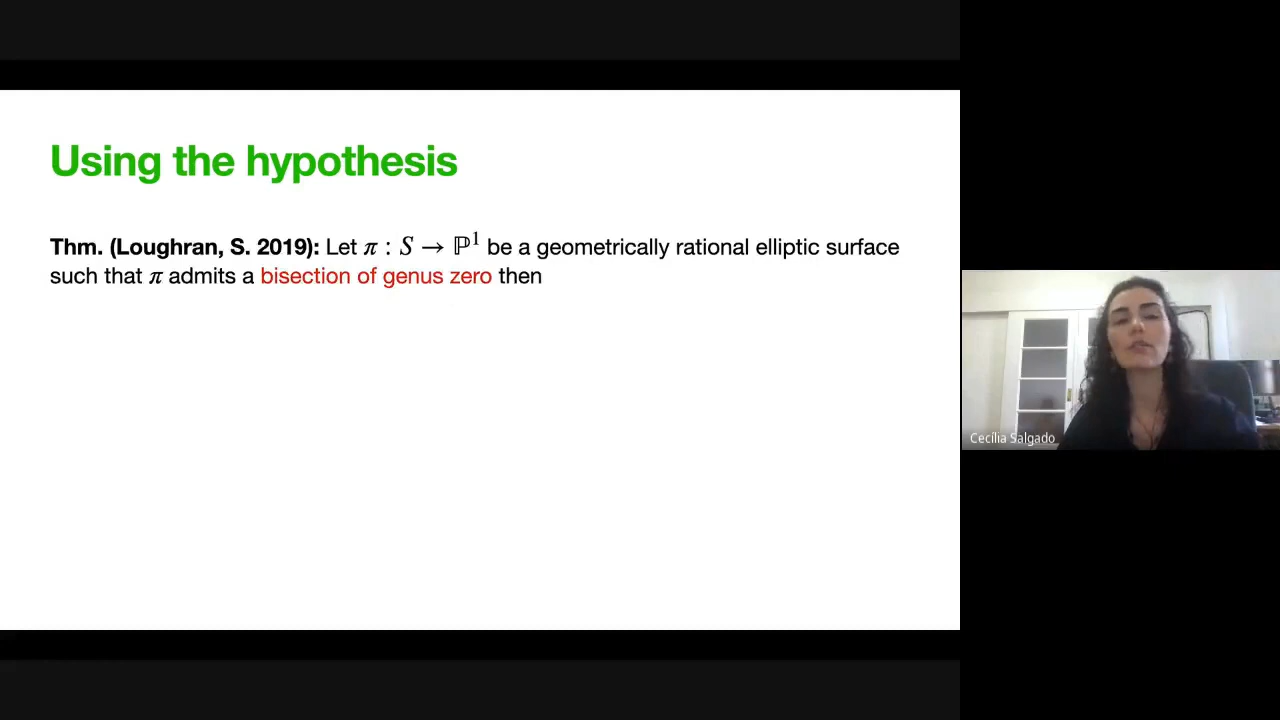 Using the hypothesis
Thm. (Loughran, S. 2019): Let π : S → ℙ¹ be a geometrically rational elliptic surface
such that π admits a bisection of genus zero then
Cecília Salgado